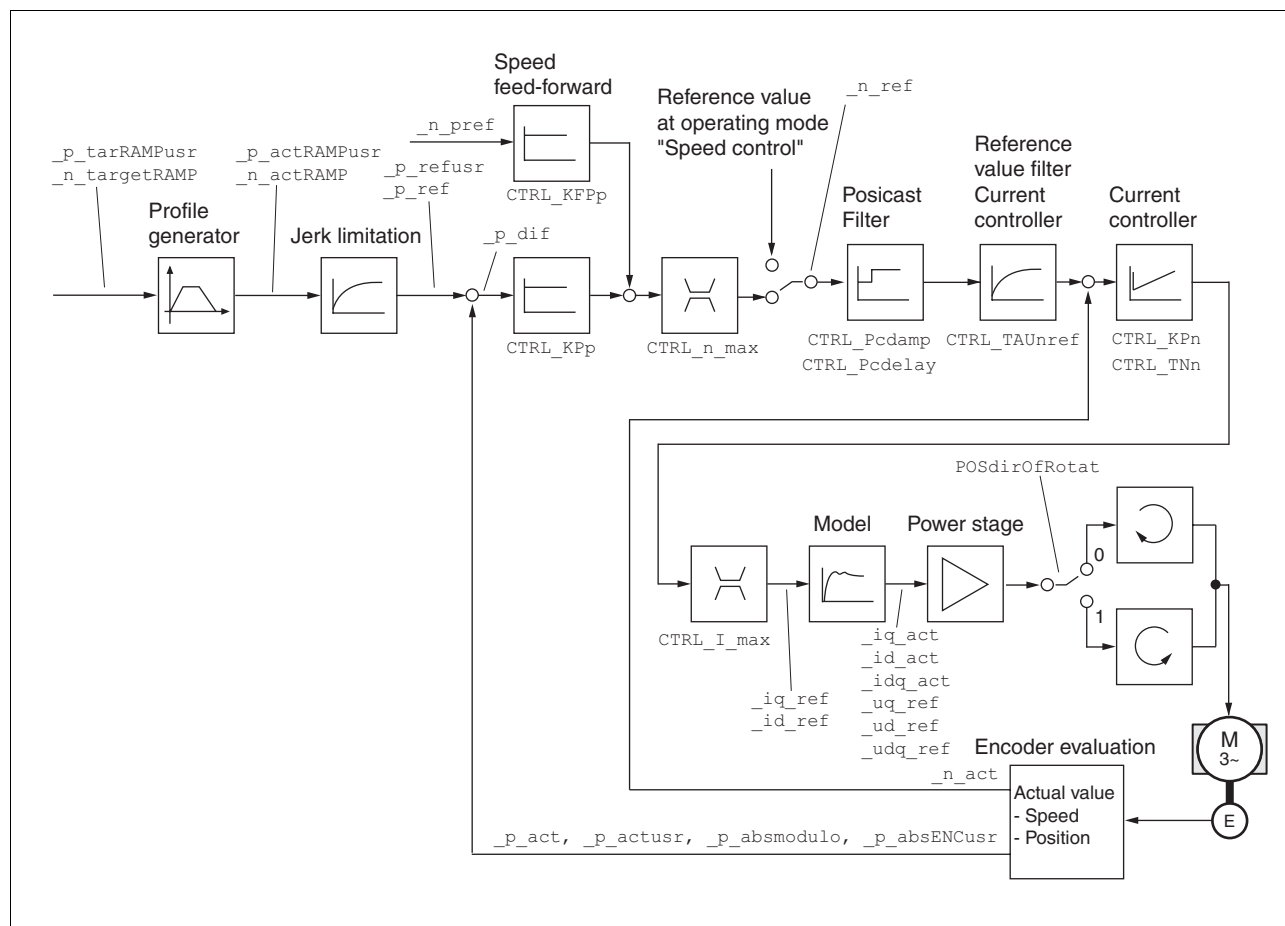 Speed
feed-forward
_n_pref
CTRL_KFPp
Reference value
at operating mode
"Speed control"
_n_ref
_p_tarRAMPusr
_n_targetRAMP
_p_actRAMPusr
_n_actRAMP
_p_refusr
_p_ref
Profile
generator
Jerk limitation
_p_dif
CTRL_KPp
CTRL_n_max
Posicast
Filter
CTRL_Pcdamp
CTRL_Pcdelay
Reference
value filter
Current
controller
CTRL_TAUnref
Current
controller
CTRL_KPn
CTRL_TNn
POSdirOfRotat
CTRL_I_max
_iq_ref
_id_ref
Model
Power stage
_iq_act
_id_act
_idq_act
_uq_ref
_ud_ref
_udq_ref
0
1
M
3~
E
Encoder evaluation
Actual value
- Speed
- Position
_n_act
_p_act, _p_actusr, _p_absmodulo, _p_absENCusr